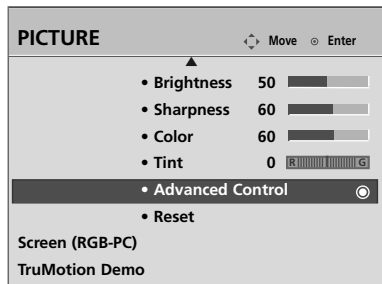 PICTURE Move Enter
• Brightness 50
• Sharpness 60
• Color 60
• Tint 0 R G
• Advanced Control
• Reset
Screen (RGB-PC)
TruMotion Demo